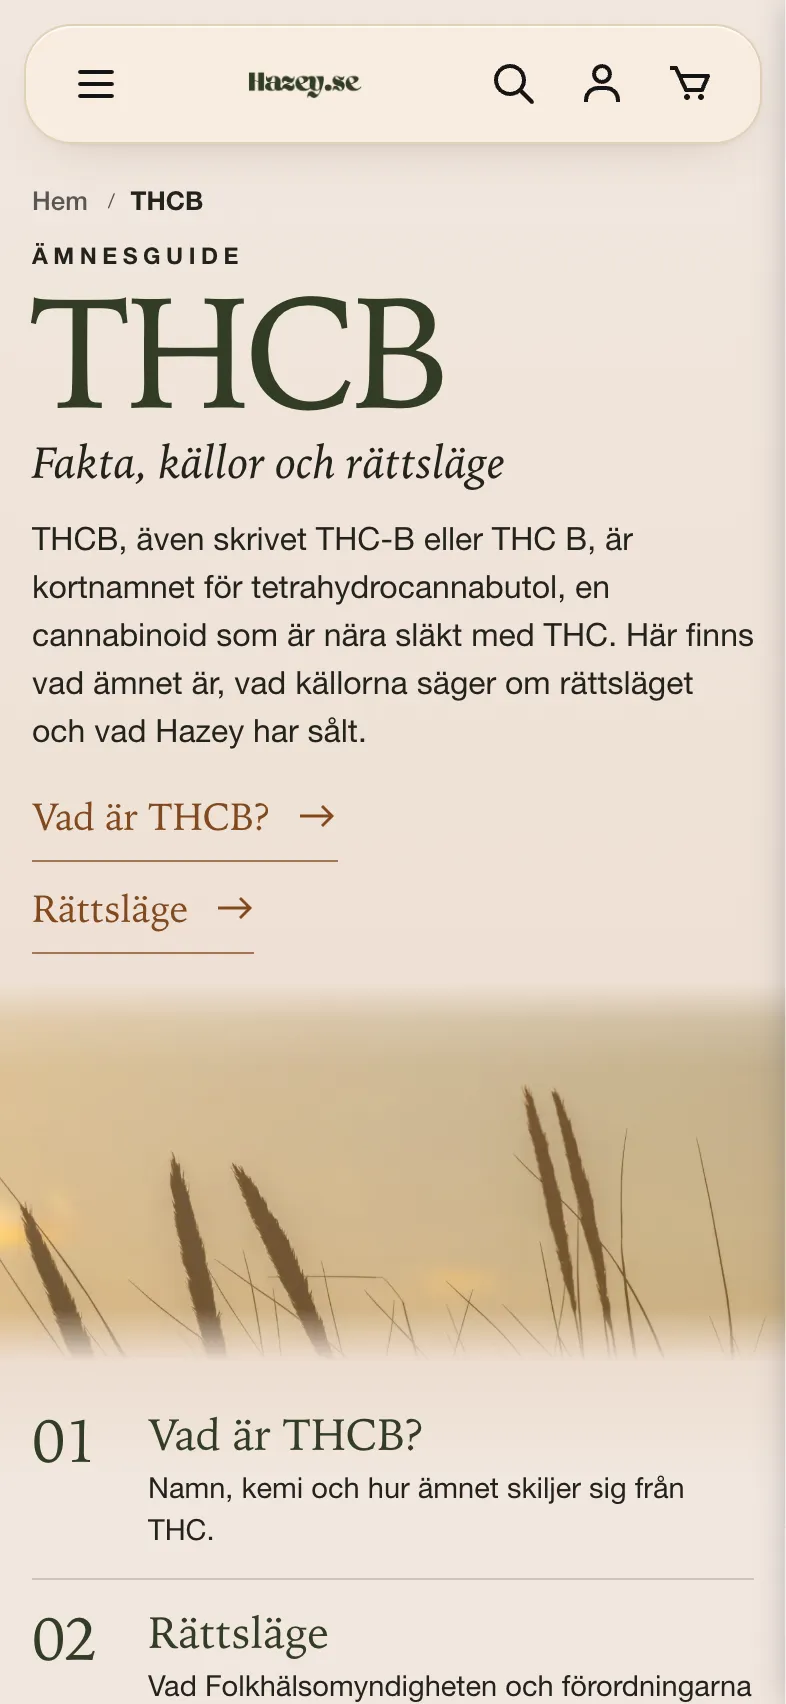 Hazey.se
Hem / THCB
ÄMNESGUIDE
THCB
Fakta, källor och rättsläge
THCB, även skrivet THC-B eller THC B, är
kortnamnet för tetrahydrocannabutol, en
cannabinoid som är nära släkt med THC. Här finns
vad ämnet är, vad källorna säger om rättsläget
och vad Hazey har sålt.
Vad är THCB? →
Rättsläge →
01 Vad är THCB?
Namn, kemi och hur ämnet skiljer sig från
THC.
02 Rättsläge
Vad Folkhälsomyndigheten och förordningarna